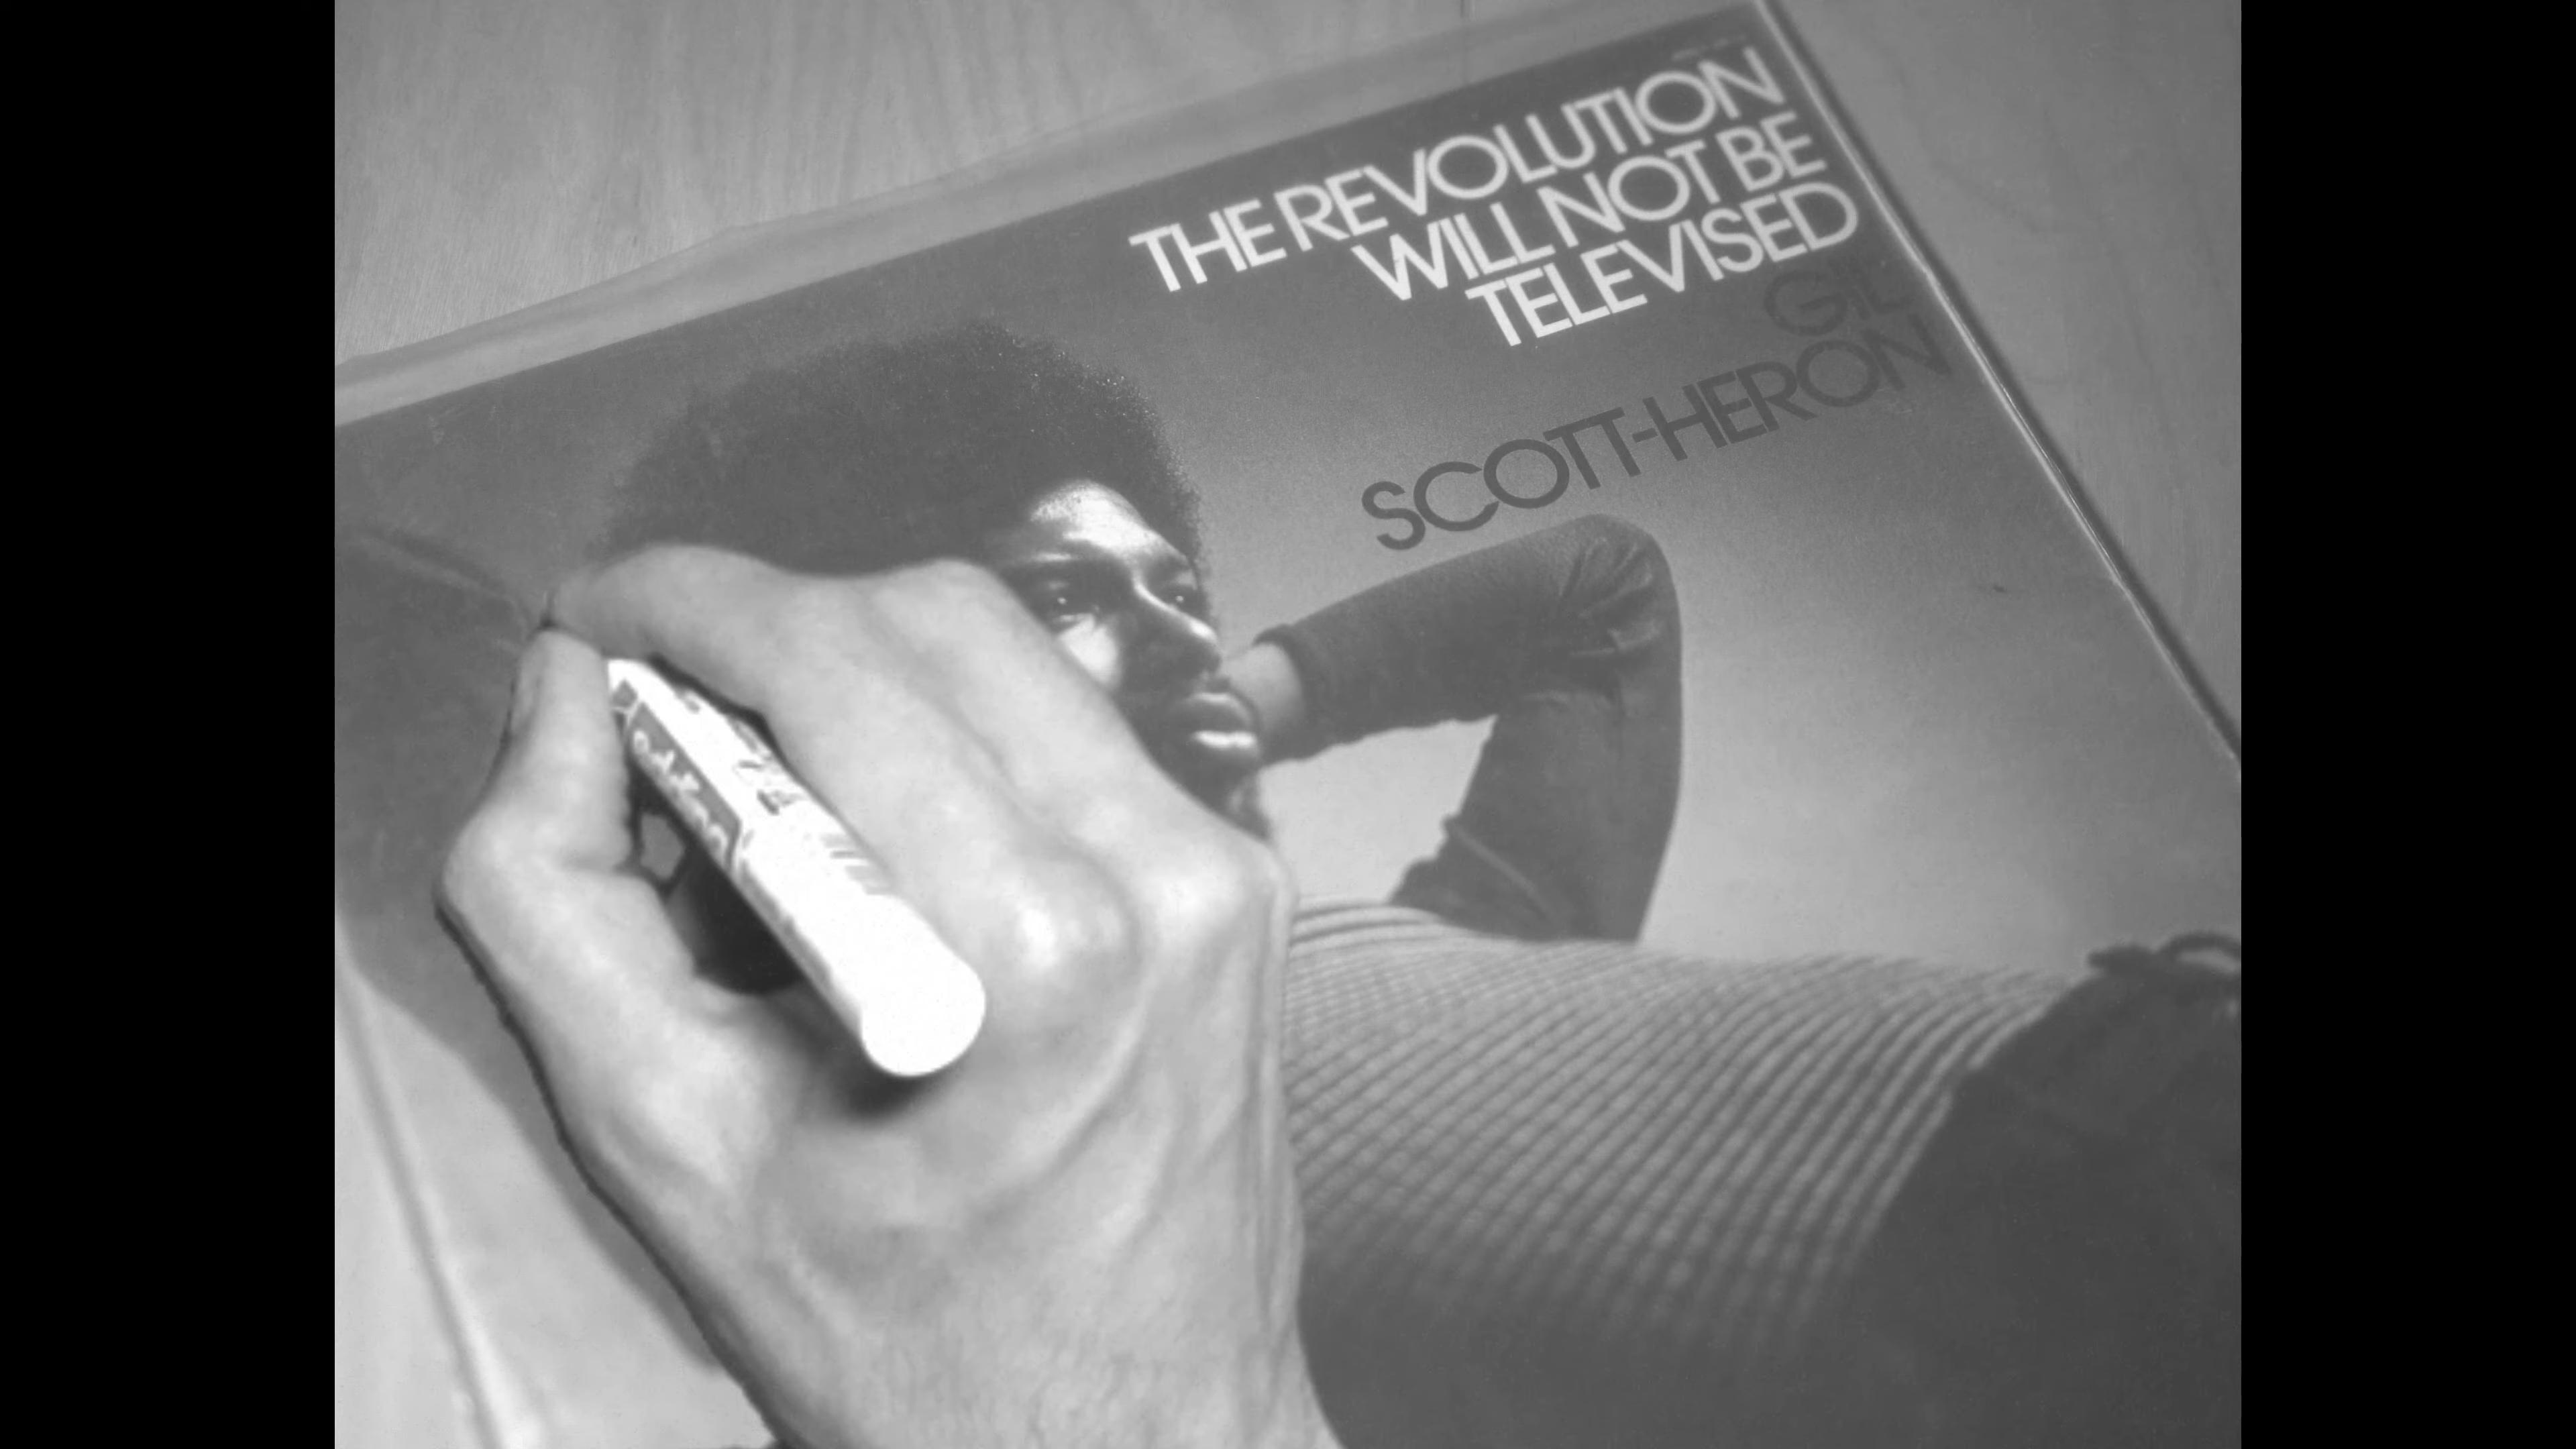 THE REVOLUTION
WILL NOT BE
TELEVISED
GIL
SCOTT-HERON